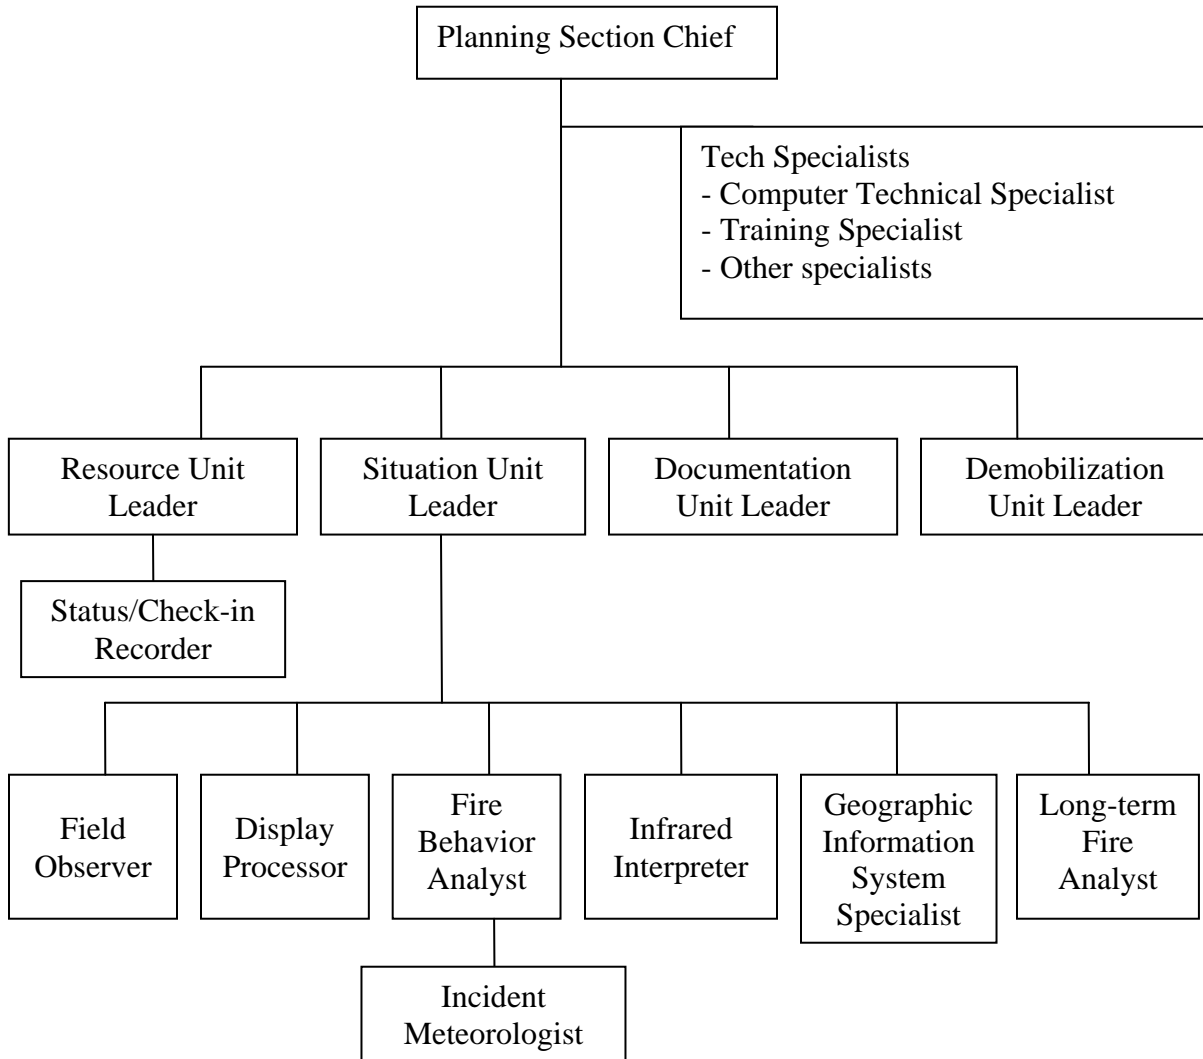 Planning Section Chief
Tech Specialists
- Computer Technical Specialist
- Training Specialist
- Other specialists
Resource Unit
Leader
Situation Unit
Leader
Documentation
Unit Leader
Demobilization
Unit Leader
Status/Check-in
Recorder
Field
Observer
Display
Processor
Fire
Behavior
Analyst
Infrared
Interpreter
Geographic
Information
System
Specialist
Long-term
Fire
Analyst
Incident
Meteorologist